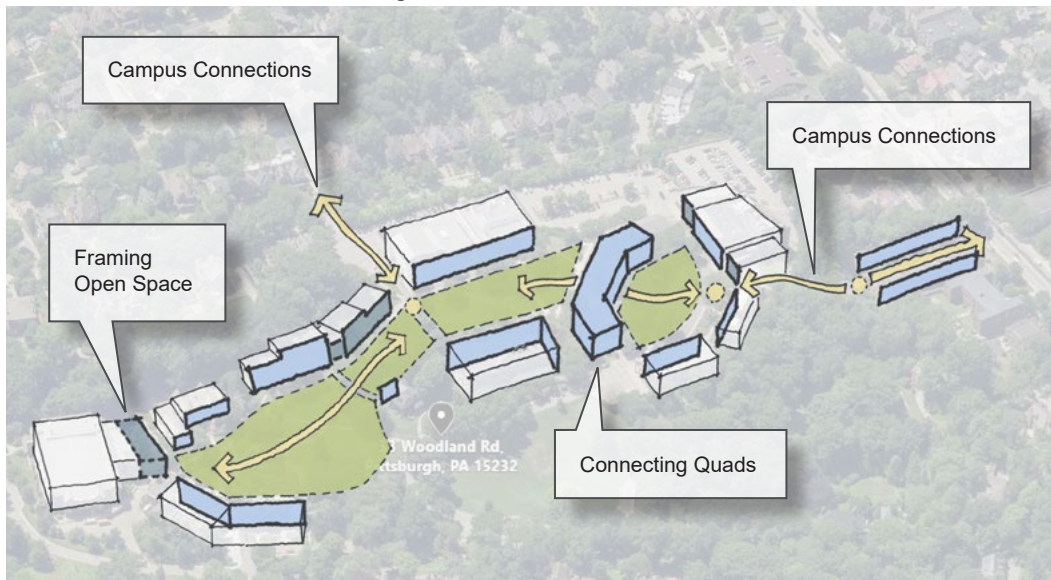 Campus Connections
Campus Connections
Framing
Open Space
Woodland Rd,
PA 15232
Connecting Quads